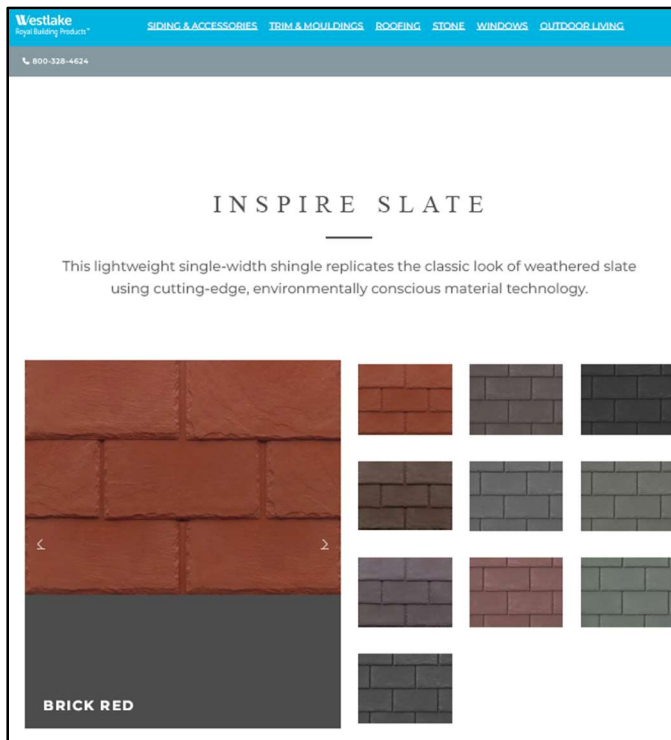 Westlake
Royal Building Products™
SIDING & ACCESSORIES TRIM & MOULDINGS ROOFING STONE WINDOWS OUTDOOR LIVING
800-328-4624
INSPIRE SLATE
This lightweight single-width shingle replicates the classic look of weathered slate
using cutting-edge, environmentally conscious material technology.
BRICK RED